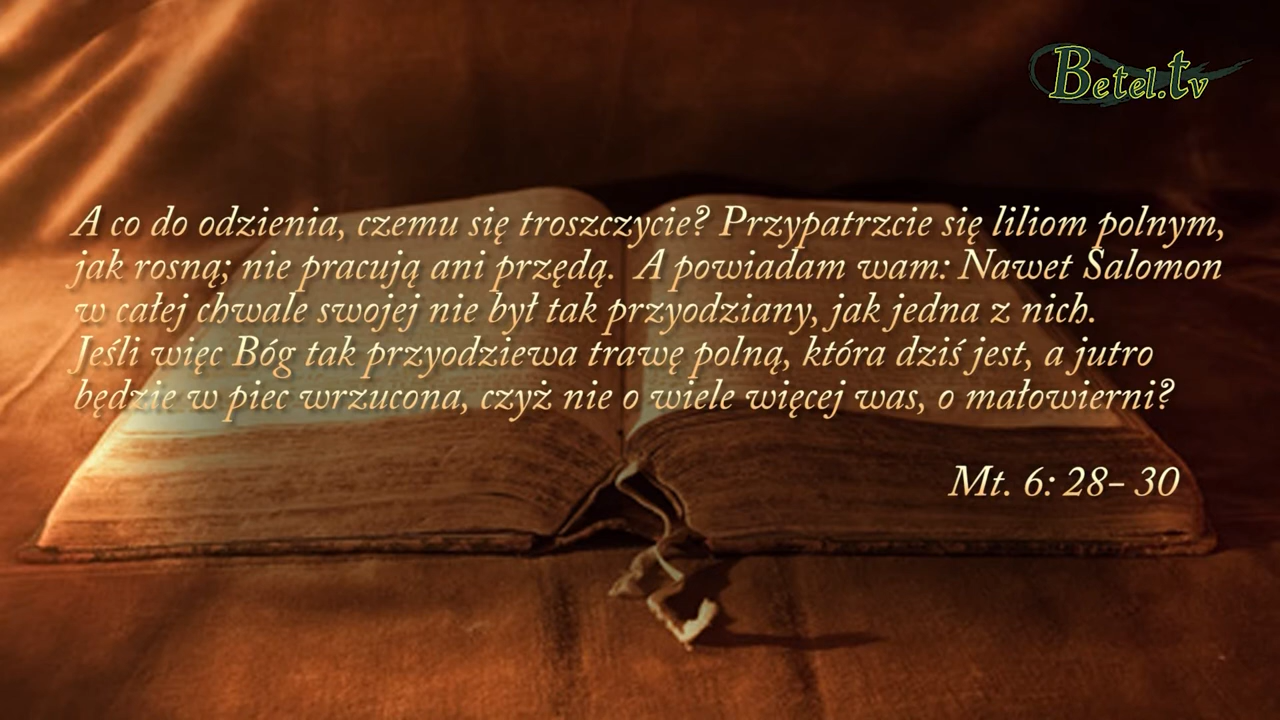 Betel.tv
A co do odzienia, czemu się troszczycie? Przypatrzcie się liliom polnym,
jak rosną; nie pracują ani przędą. A powiadam wam: Nawet Salomon
w całej chwale swojej nie był tak przyodziany, jak jedna z nich.
Jeśli więc Bóg tak przyodziewa trawę polną, która dziś jest, a jutro
będzie w piec wrzucona, czyż nie o wiele więcej was, o małowierni?
Mt. 6: 28- 30